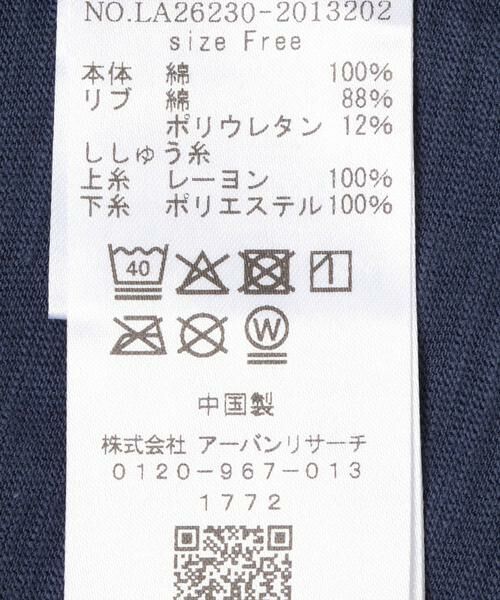 NO.LA26230-2013202
size Free
本体 綿 100%
リブ 綿 88%
ポリウレタン 12%
ししゅう糸
上糸 レーヨン 100%
下糸 ポリエステル100%
40
W
中国製
株式会社 アーバンリサーチ
0120-967-013
1772